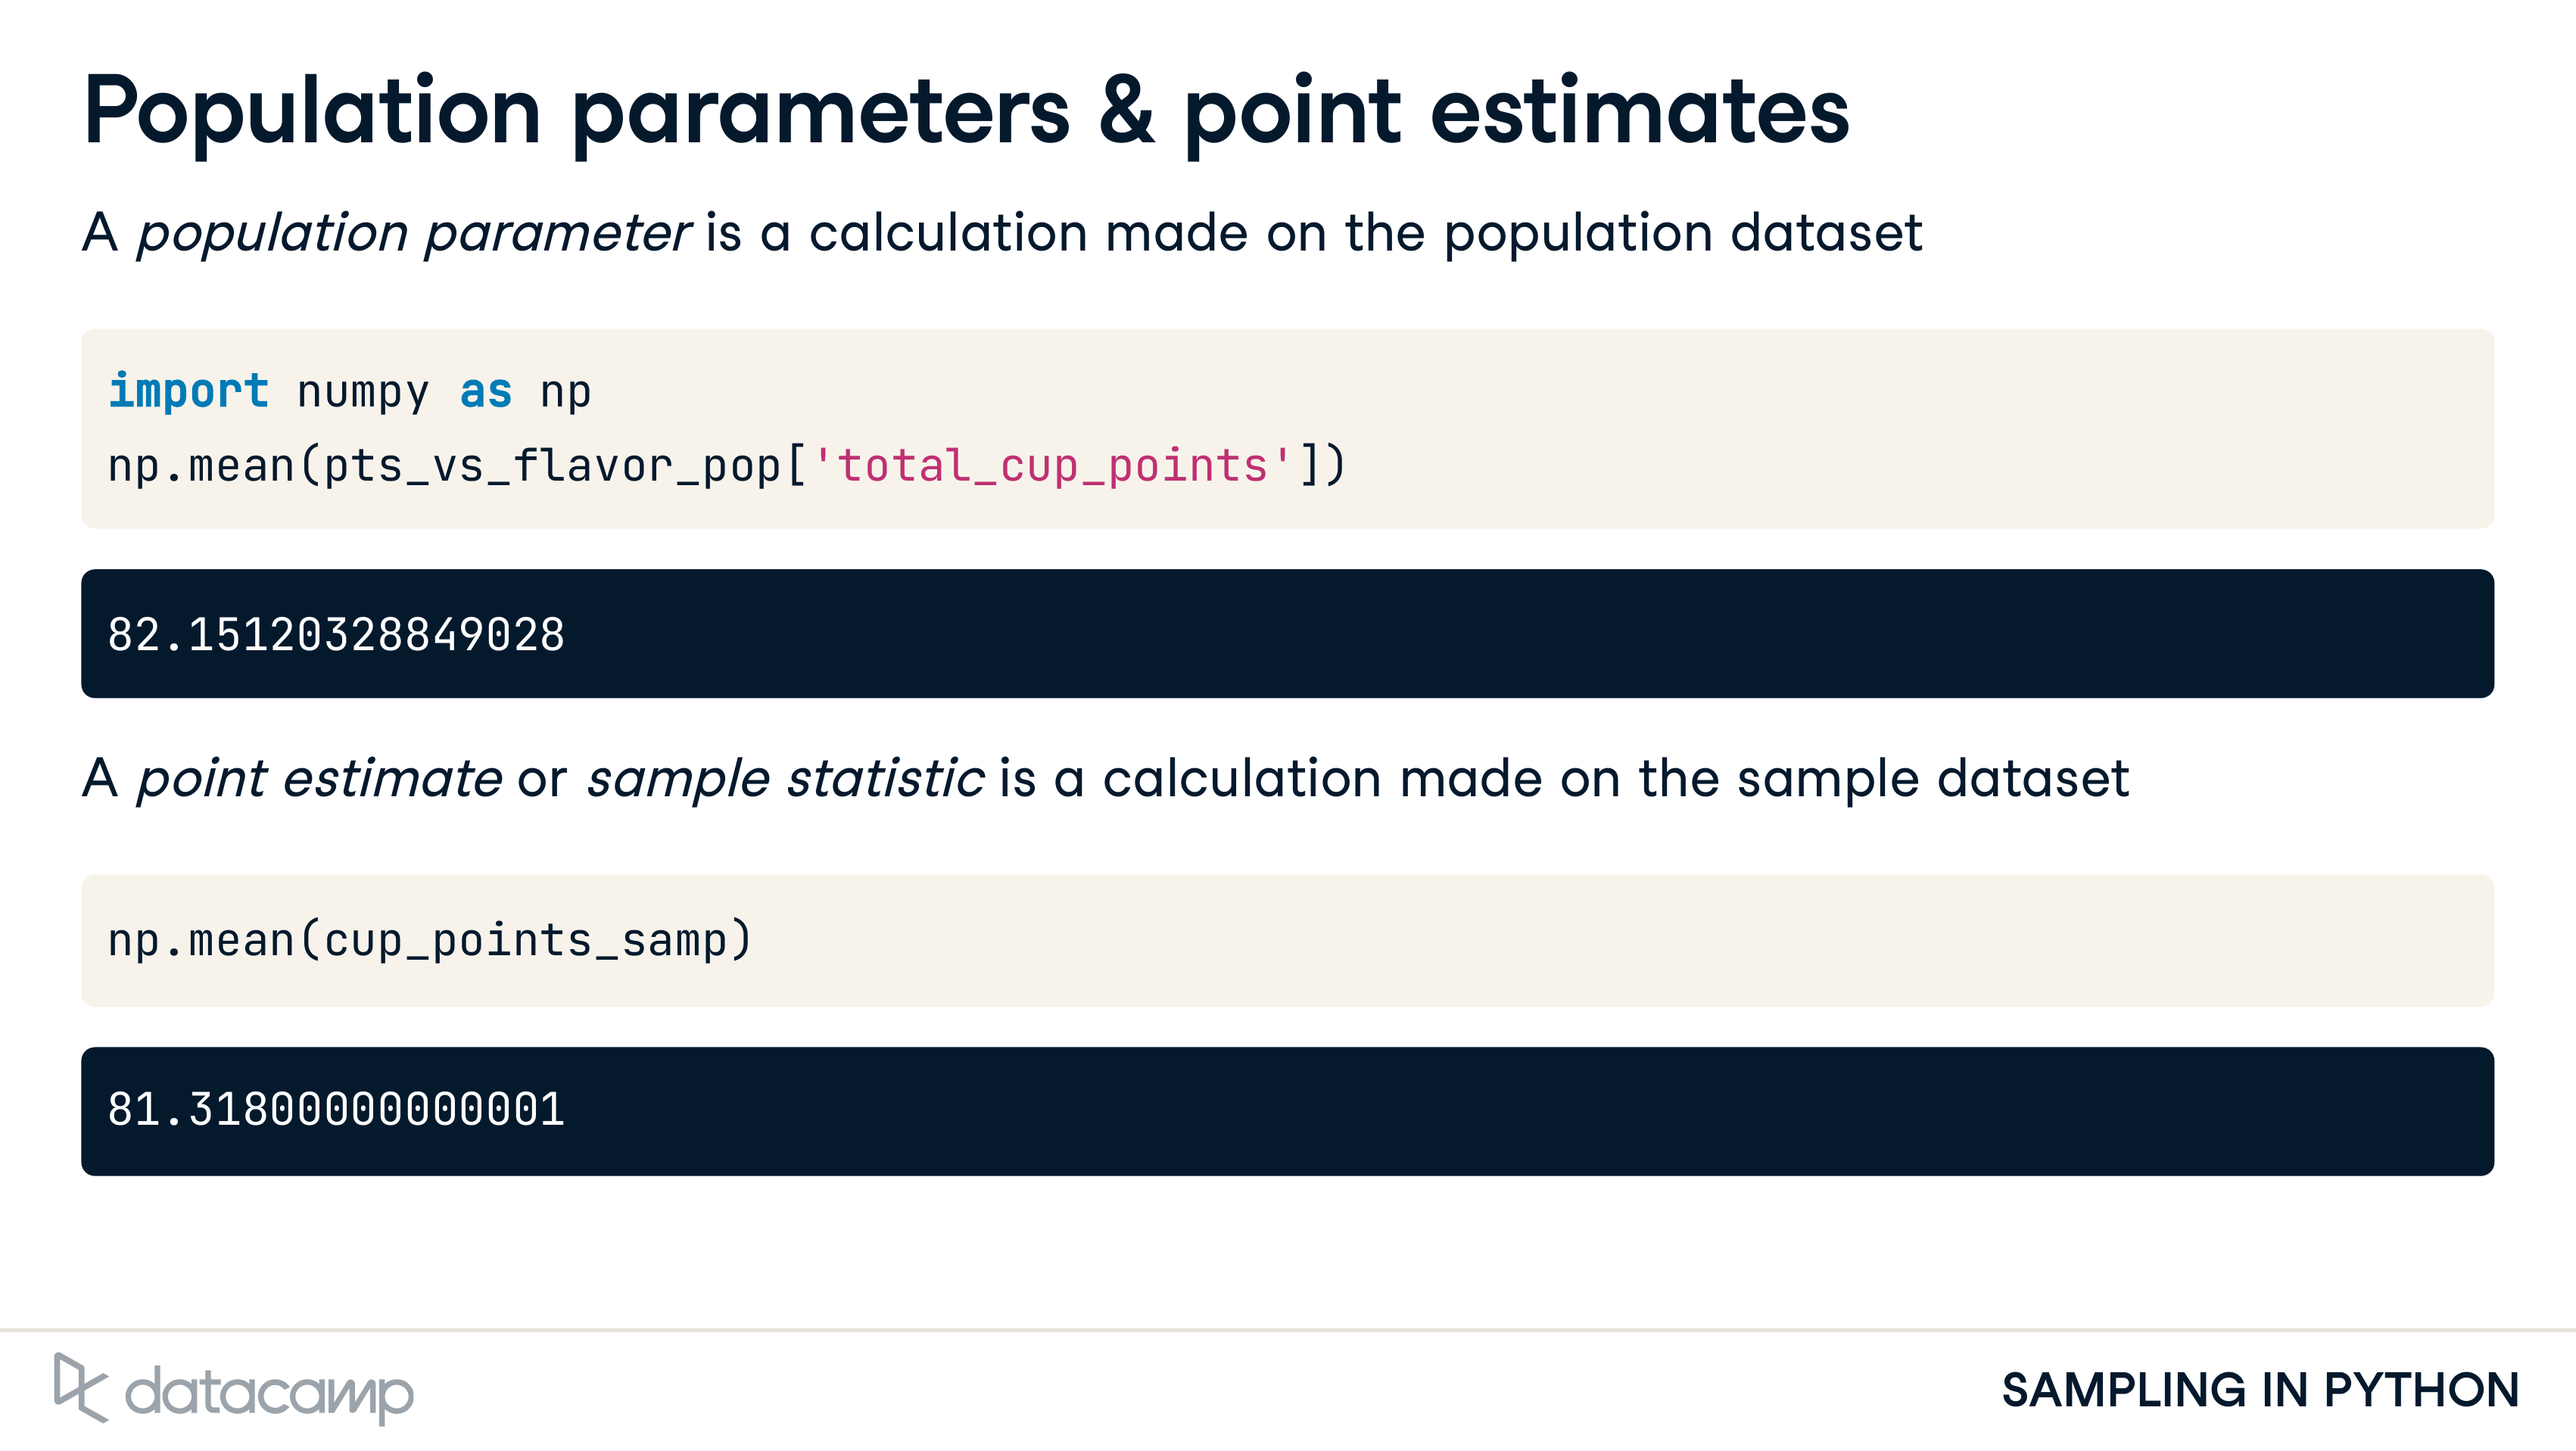 Population parameters & point estimates
A population parameter is a calculation made on the population dataset
import numpy as np
np.mean(pts_vs_flavor_pop['total_cup_points'])
82.15120328849028
A point estimate or sample statistic is a calculation made on the sample dataset
np.mean(cup_points_samp)
81.31800000000001
datacamp
SAMPLING IN PYTHON